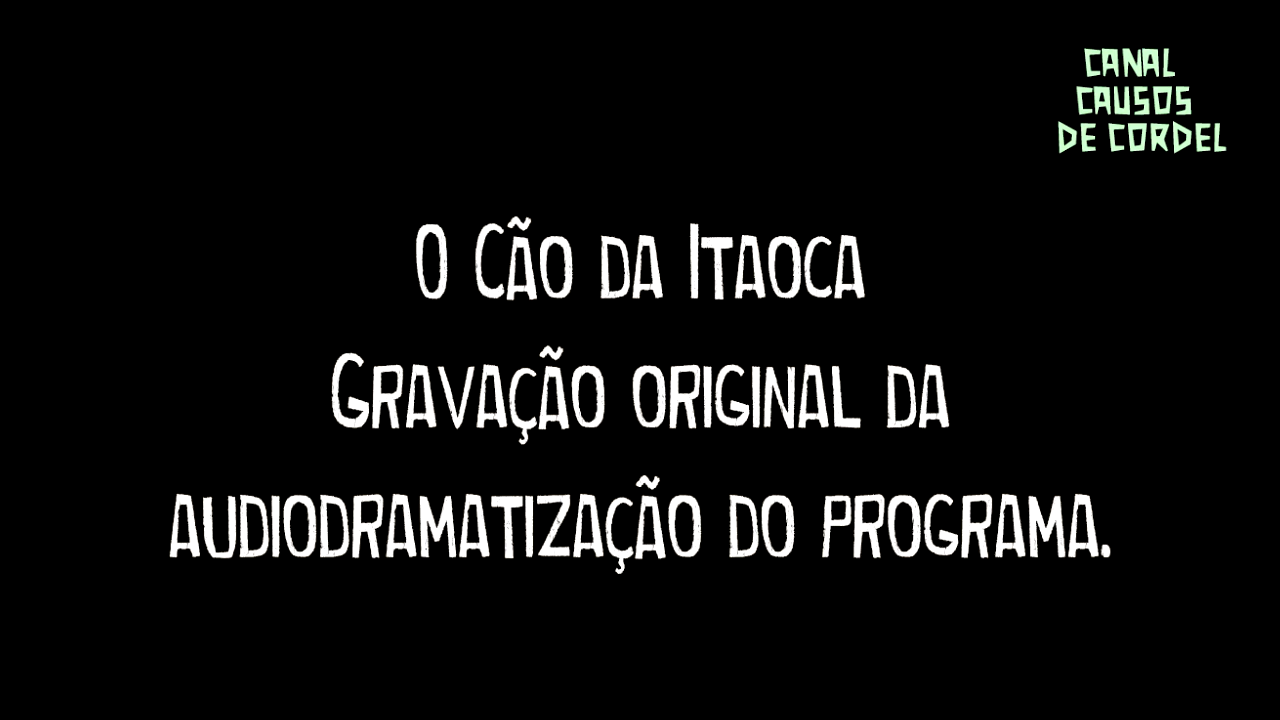 CANAL
CAUSOS
DE CORDEL
O Cão da Itaoca
Gravação original da
audiodramatização do programa.